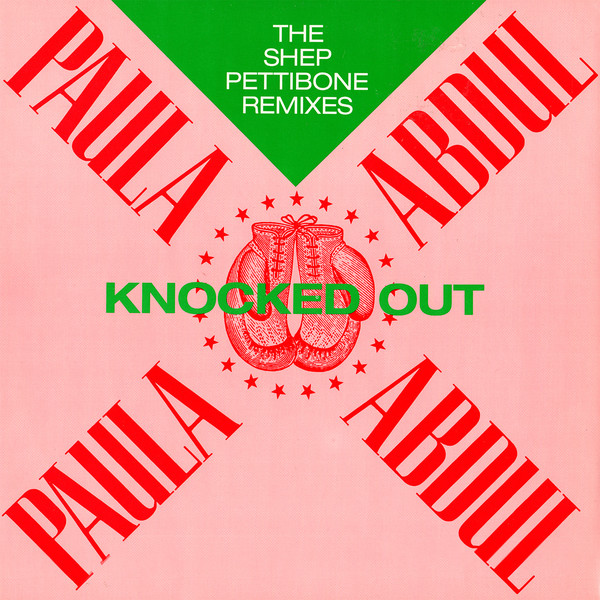 THE
SHEP
PETTIBONE
REMIXES
PAULA
ABDUL
KNOCKED OUT
PAULA
ABDUL